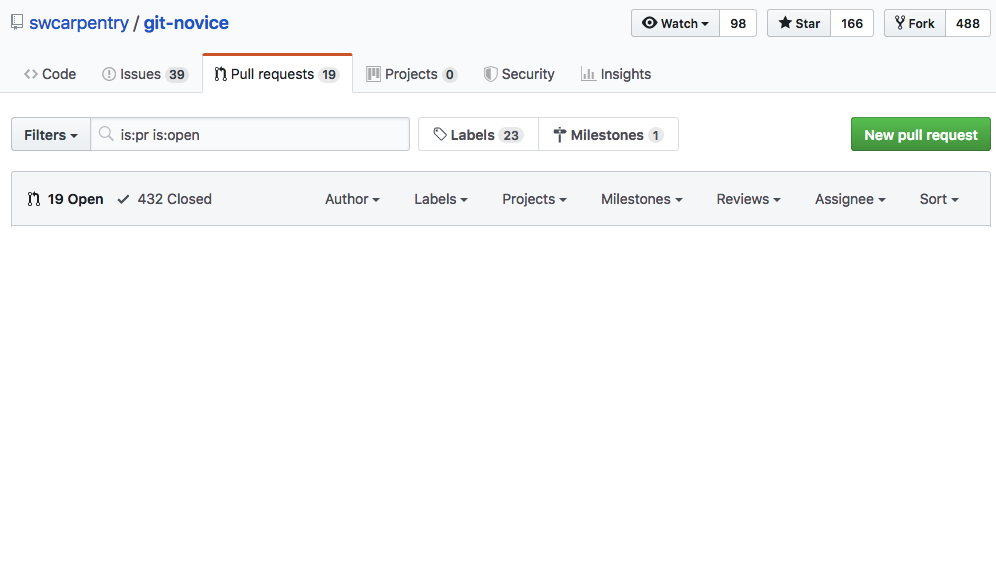 swcarpentry / git-novice Watch 98 Star 166 Fork 488
Code Issues 39 Pull requests 19 Projects 0 Security Insights
Filters is:pr is:open Labels 23 Milestones 1 New pull request
19 Open 432 Closed Author Labels Projects Milestones Reviews Assignee Sort